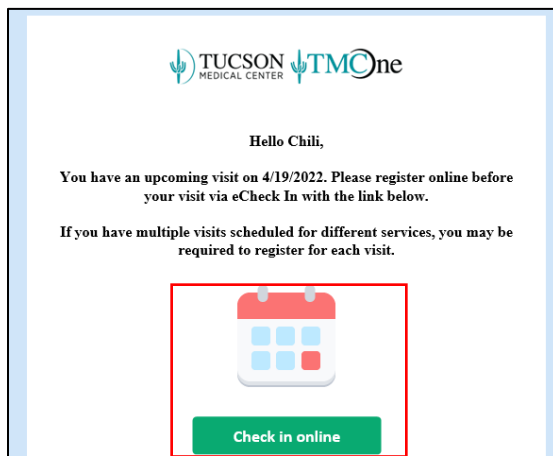 TUCSON TMCOne
MEDICAL CENTER
Hello Chili,
You have an upcoming visit on 4/19/2022. Please register online before
your visit via eCheck In with the link below.
If you have multiple visits scheduled for different services, you may be
required to register for each visit.
Check in online